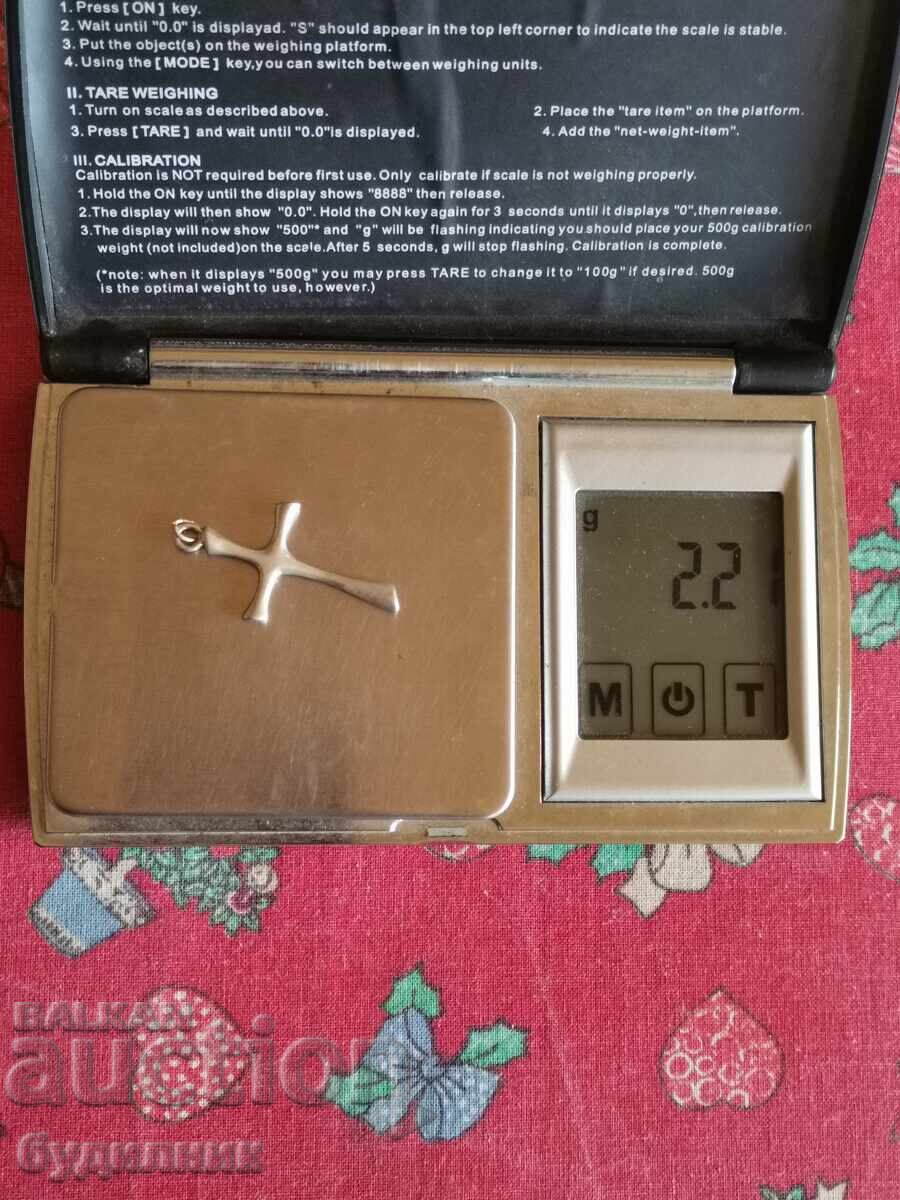 1. Press [ON] key.
2. Wait until "0.0" is displayad. "S" should appear in the top left corner to indicate the scale is stable.
3. Put the object(s) on the weighing platform.
4. Using the [MODE] key,you can switch between weighing units.
II. TARE WEIGHING
1. Turn on scale as described above.
2. Place the "tare item" on the platform.
3. Press [TARE] and wait until "0.0"is displayed.
4. Add the "net-weight-item".
III. CALIBRATION
Calibration is NOT required before first use. Only calibrate if scale is not weighing properly.
1. Hold the ON key until the display shows "8888" then release.
2.The display will then show "0.0". Hold the ON key again for 3 seconds until it displays "0",then release.
3.The display will now show "500"* and "g" will be flashing indicating you should place your 500g calibration
weight (not included)on the scale.After 5 seconds, g will stop flashing. Calibration is complete.
(*note: when it displays "500g" you may press TARE to change it to "100g" if desired. 500g
is the optimal weight to use, however.)
g
2.2
M T
BALKAN
auction
будилник